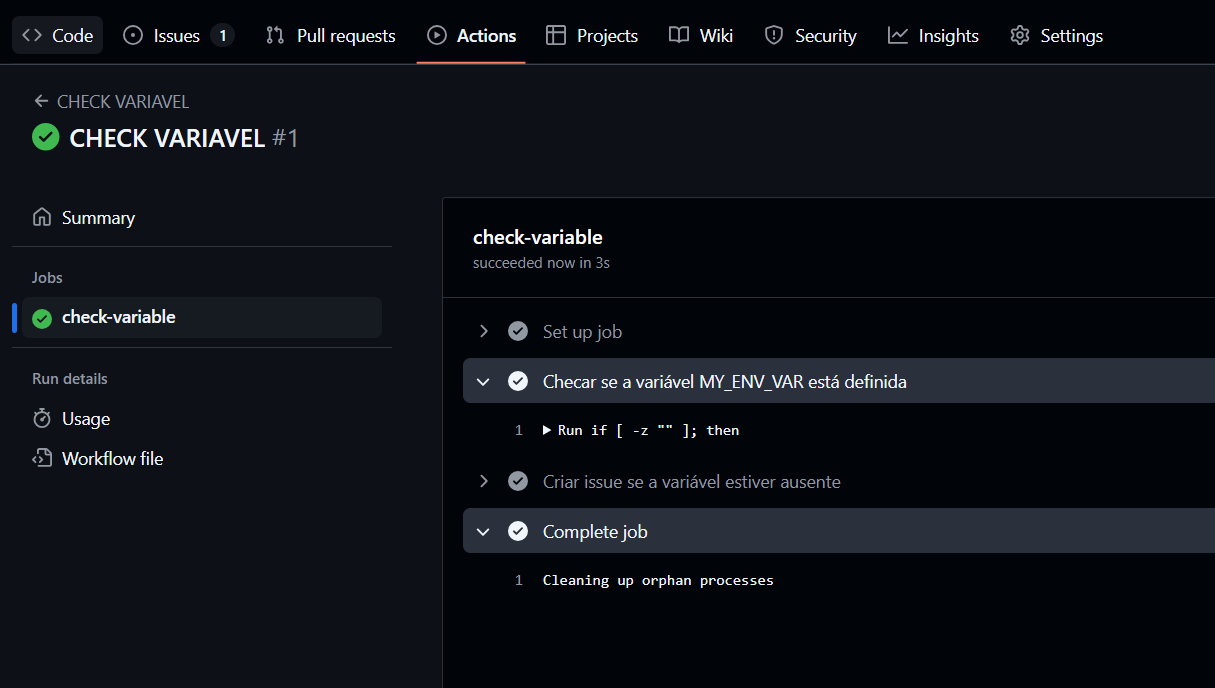 Code Issues 1 Pull requests Actions Projects Wiki Security Insights Settings
CHECK VARIAVEL
CHECK VARIAVEL #1
Summary
Jobs
check-variable
Run details
Usage
Workflow file
check-variable
succeeded now in 3s
Set up job
Checar se a variável MY_ENV_VAR está definida
1 Run if [ -z "" ]; then
Criar issue se a variável estiver ausente
Complete job
1 Cleaning up orphan processes